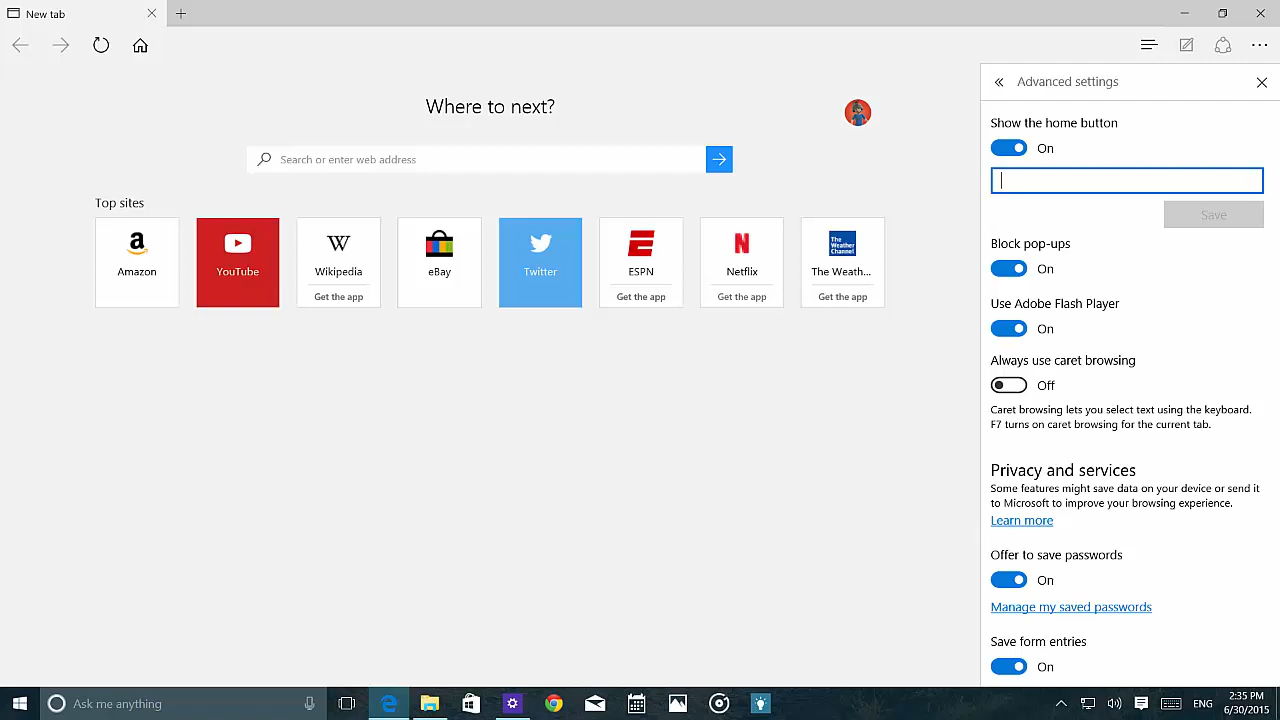 New tab
Where to next?
Search or enter web address
Top sites
a
Amazon
YouTube
W
Wikipedia
Get the app
eBay
Twitter
E
ESPN
Get the app
N
Netflix
Get the app
The
Weather
Channel
The Weath...
Get the app
Advanced settings
Show the home button
On
Save
Block pop-ups
On
Use Adobe Flash Player
On
Always use caret browsing
Off
Caret browsing lets you select text using the keyboard.
F7 turns on caret browsing for the current tab.
Privacy and services
Some features might save data on your device or send it
to Microsoft to improve your browsing experience.
Learn more
Offer to save passwords
On
Manage my saved passwords
Save form entries
On
Ask me anything
ENG
2:35 PM
6/30/2015